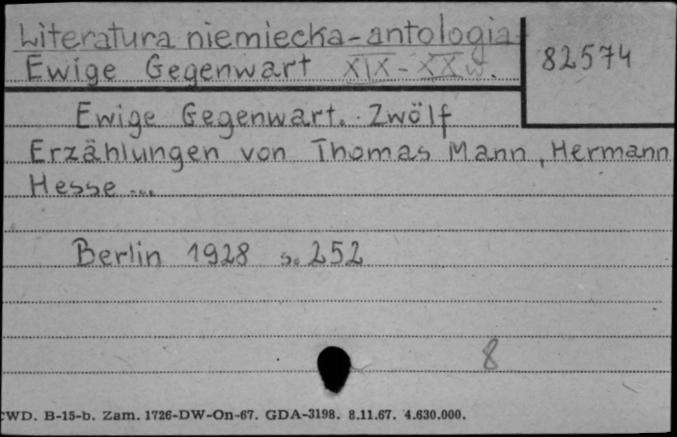 Literatura niemiecka - antologia
Ewige Gegenwart XIX - XX w.
82574
Ewige Gegenwart. Zwölf
Erzählungen von Thomas Mann, Hermann
Hesse ...
Berlin 1928 s. 252
8
CWD. B-15-b. Zam. 1726-DW-On-67. GDA-3198. 8.11.67. 4.630.000.